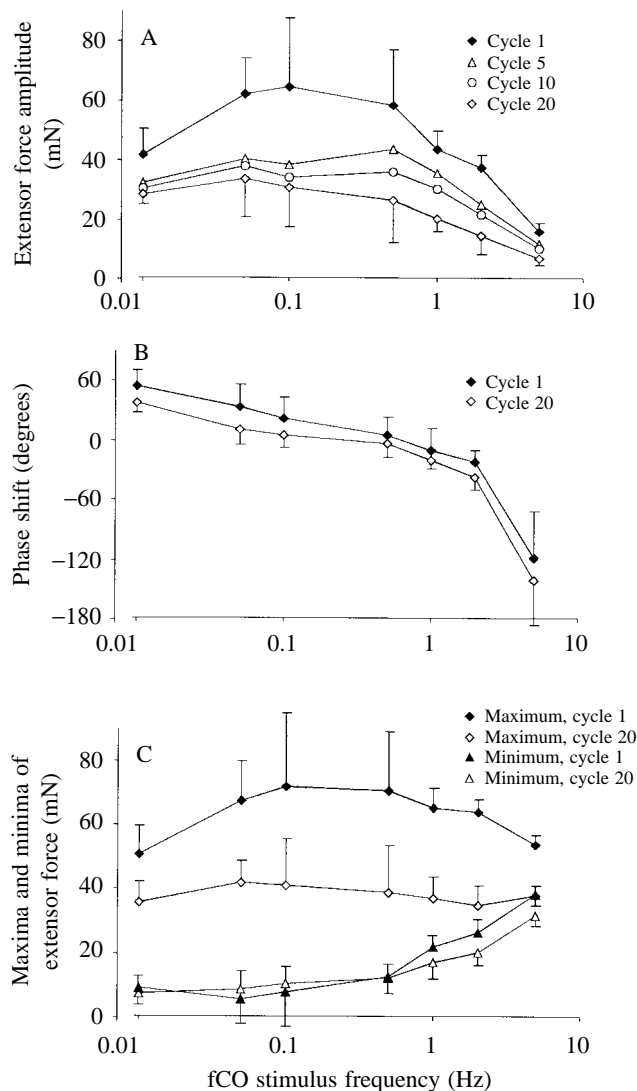 A
Extensor force amplitude
(mN)
80
60
40
20
0
Cycle 1
Cycle 5
Cycle 10
Cycle 20
0.01
0.1
1
10
B
Phase shift (degrees)
60
0
−60
−120
−180
Cycle 1
Cycle 20
0.01
0.1
1
10
C
Maxima and minima of
extensor force (mN)
80
60
40
20
0
Maximum, cycle 1
Maximum, cycle 20
Minimum, cycle 1
Minimum, cycle 20
0.01
0.1
1
10
fCO stimulus frequency (Hz)